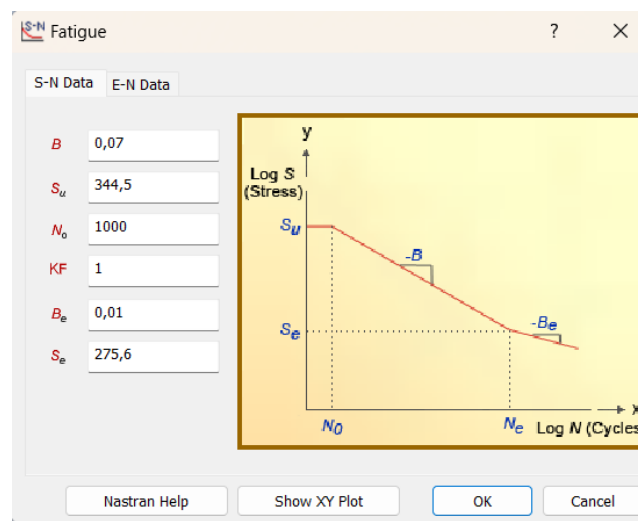 S-N Fatigue ? ×
S-N Data E-N Data
B 0,07
Su 344,5
No 1000
KF 1
Be 0,01
Se 275,6
y
Log S
(Stress)
Su
-B
Se
-Be
N0 Ne Log N (Cycles
x
Nastran Help Show XY Plot OK Cancel